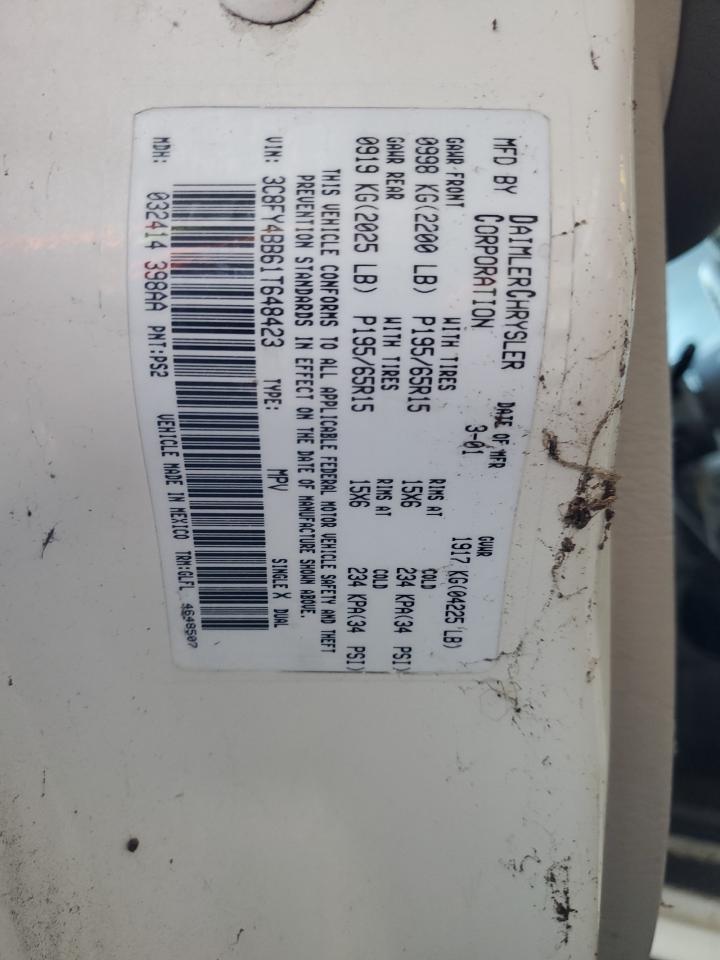 MFD BY DAIMLERCHRYSLER CORPORATION
DATE OF MFR 3-01
GVWR 1917 KG(04225 LB)
GAWR FRONT WITH TIRES RIMS AT COLD
0998 KG(2200 LB) P195/65R15 15X6 234 KPA(34 PSI)
GAWR REAR WITH TIRES RIMS AT COLD
0919 KG(2025 LB) P195/65R15 15X6 234 KPA(34 PSI)
THIS VEHICLE CONFORMS TO ALL APPLICABLE FEDERAL MOTOR VEHICLE SAFETY AND THEFT
PREVENTION STANDARDS IN EFFECT ON THE DATE OF MANUFACTURE SHOWN ABOVE.
VIN: 3C8FY4BB61T648423 TYPE: MPV SINGLE X DUAL
MDH: 032414 398AA PNT:PS2 VEHICLE MADE IN MEXICO TRM:GLFL 4648507